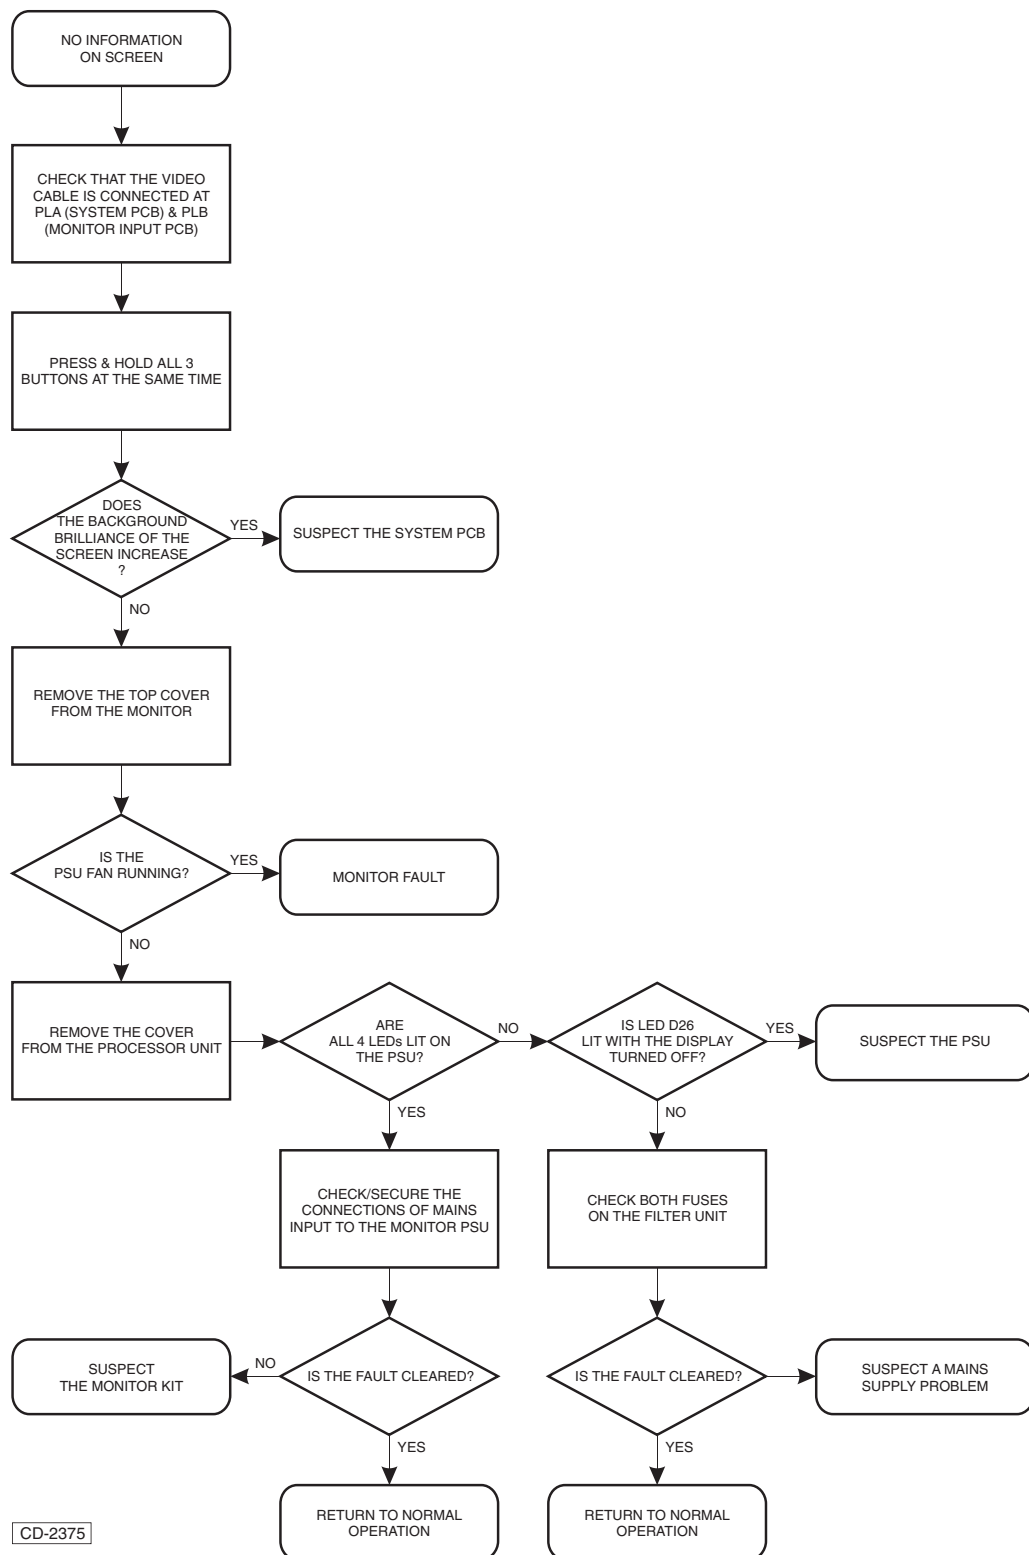 NO INFORMATION
ON SCREEN
CHECK THAT THE VIDEO
CABLE IS CONNECTED AT
PLA (SYSTEM PCB) & PLB
(MONITOR INPUT PCB)
PRESS & HOLD ALL 3
BUTTONS AT THE SAME TIME
DOES
THE BACKGROUND
BRILLIANCE OF THE
SCREEN INCREASE
?
YES
SUSPECT THE SYSTEM PCB
NO
REMOVE THE TOP COVER
FROM THE MONITOR
IS THE
PSU FAN RUNNING?
YES
MONITOR FAULT
NO
REMOVE THE COVER
FROM THE PROCESSOR UNIT
ARE
ALL 4 LEDs LIT ON
THE PSU?
NO
IS LED D26
LIT WITH THE DISPLAY
TURNED OFF?
YES
SUSPECT THE PSU
YES
NO
CHECK/SECURE THE
CONNECTIONS OF MAINS
INPUT TO THE MONITOR PSU
CHECK BOTH FUSES
ON THE FILTER UNIT
SUSPECT
THE MONITOR KIT
NO
IS THE FAULT CLEARED?
IS THE FAULT CLEARED?
SUSPECT A MAINS
SUPPLY PROBLEM
YES
YES
RETURN TO NORMAL
OPERATION
RETURN TO NORMAL
OPERATION
CD-2375